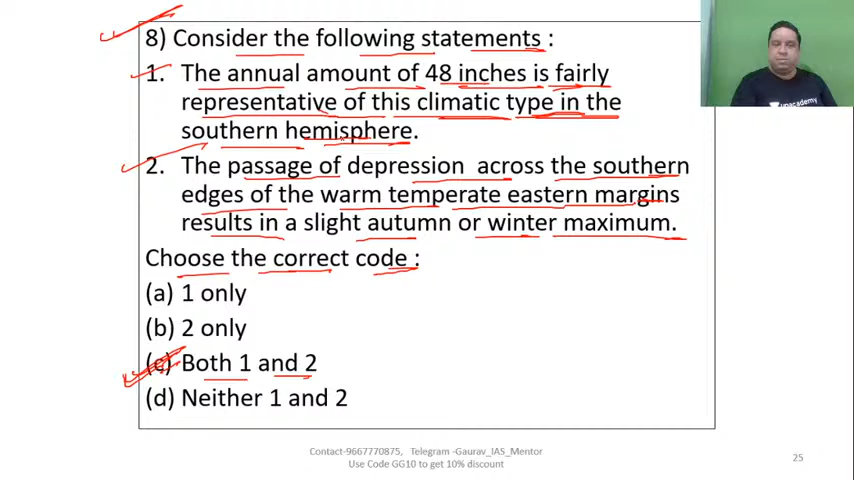 8) Consider the following statements :
1. The annual amount of 48 inches is fairly
representative of this climatic type in the
southern hemisphere.
2. The passage of depression across the southern
edges of the warm temperate eastern margins
results in a slight autumn or winter maximum.
Choose the correct code :
(a) 1 only
(b) 2 only
(c) Both 1 and 2
(d) Neither 1 and 2
Contact-9667770875, Telegram -Gaurav_IAS_Mentor
Use Code GG10 to get 10% discount
25
unacademy